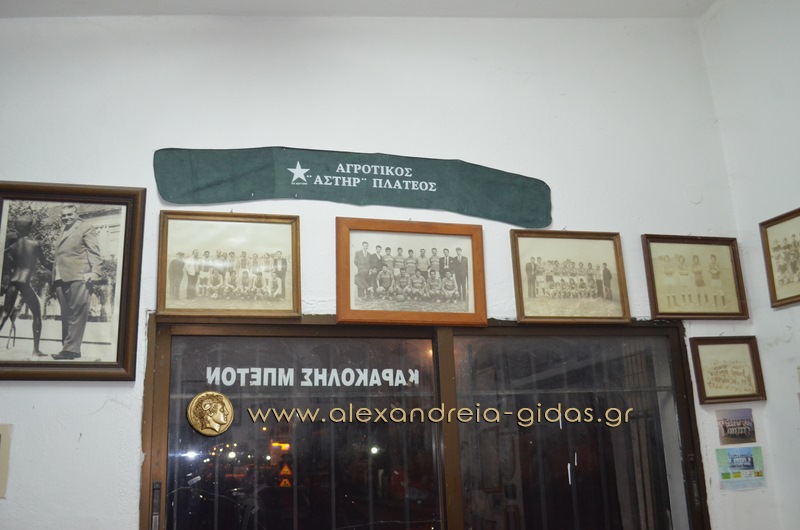 ΑΓΡΟΤΙΚΟΣ
"ΑΣΤΗΡ" ΠΛΑΤΕΟΣ
ΚΑΡΑΚΟΛΗΣ ΜΠΕΤΟΝ
www.alexandreia-gidas.gr